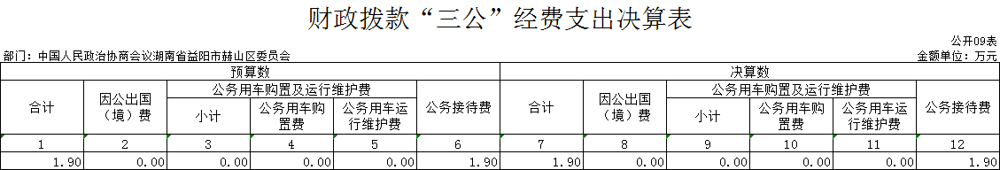 财政拨款“三公”经费支出决算表
公开09表
部门：中国人民政治协商会议湖南省益阳市赫山区委员会 金额单位：万元
预算数 决算数
合计 因公出国（境）费 公务用车购置及运行维护费 公务接待费 合计 因公出国（境）费 公务用车购置及运行维护费 公务接待费
小计 公务用车购置费 公务用车运行维护费 小计 公务用车购置费 公务用车运行维护费
1 2 3 4 5 6 7 8 9 10 11 12
1.90 0.00 0.00 0.00 0.00 1.90 1.90 0.00 0.00 0.00 0.00 1.90